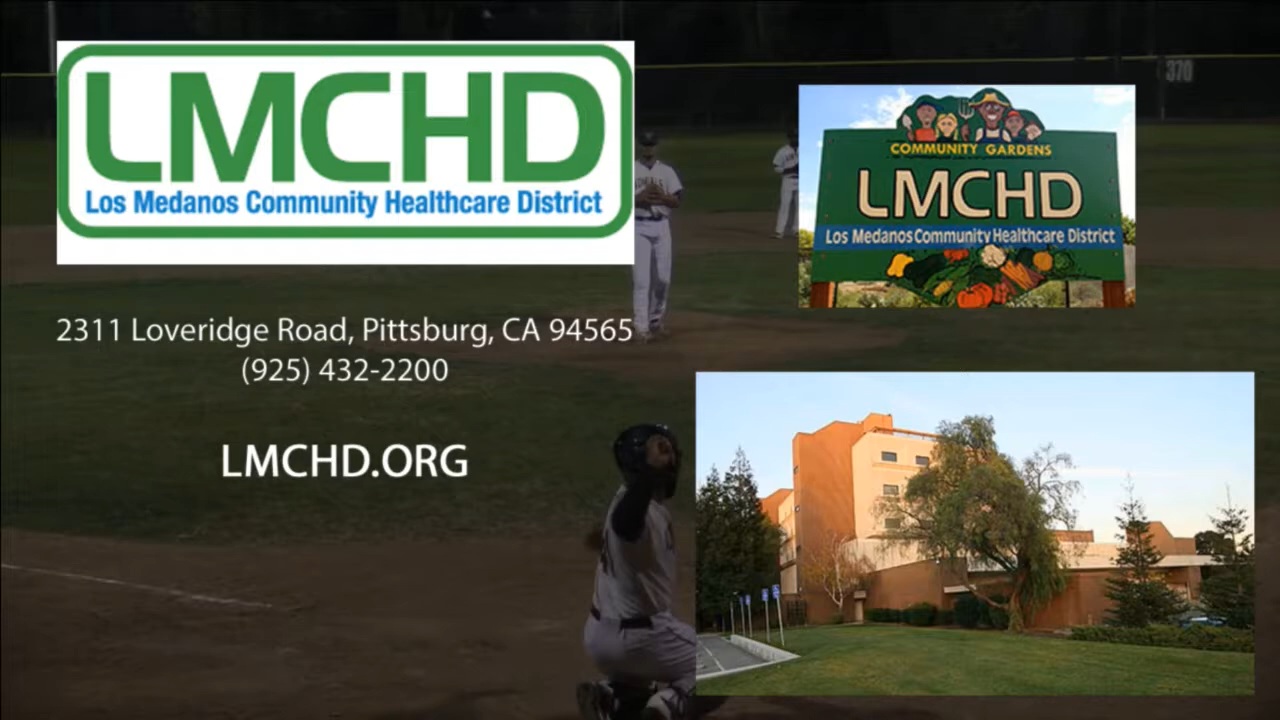 LMCHD
Los Medanos Community Healthcare District
2311 Loveridge Road, Pittsburg, CA 94565
(925) 432-2200
LMCHD.ORG
370
COMMUNITY GARDENS
LMCHD
Los Medanos Community Healthcare District